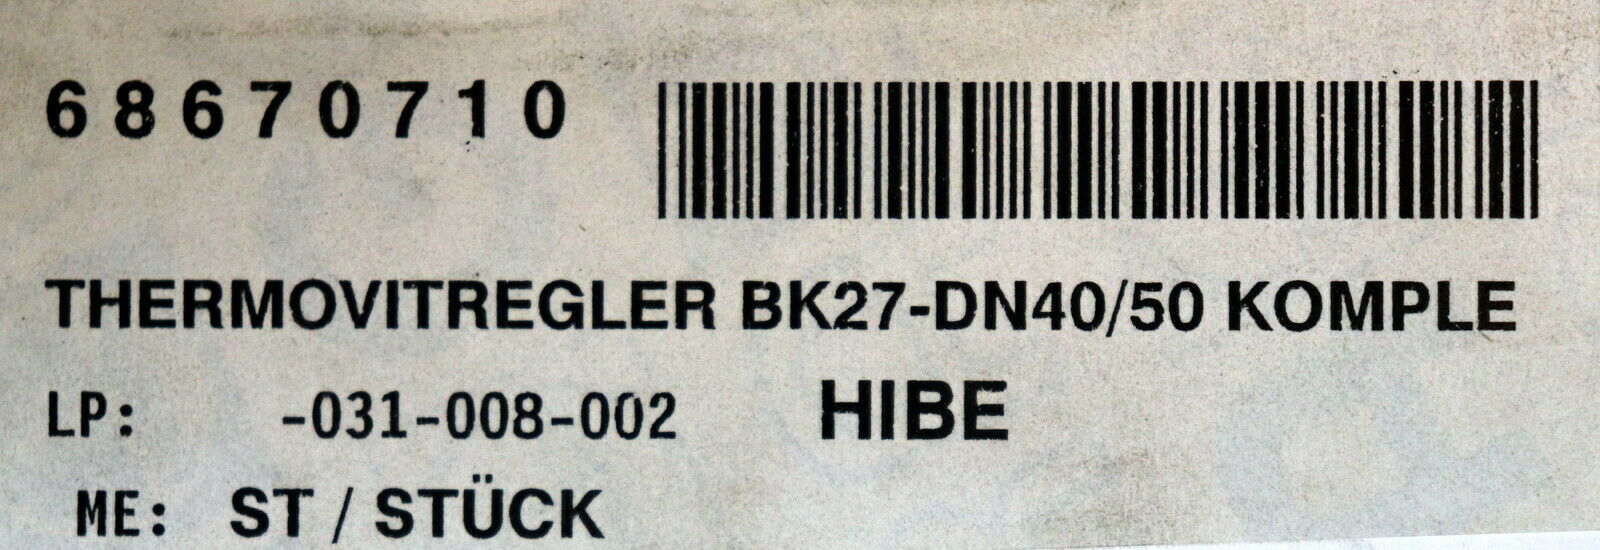 68670710
THERMOVITREGLER BK27-DN40/50 KOMPLE
LP: -031-008-002 HIBE
ME: ST / STÜCK